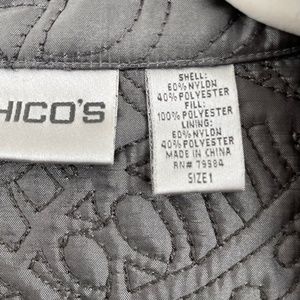 HICO'S
SHELL:
60% NYLON
40% POLYESTER
FILL:
100% POLYESTER
LINING:
60% NYLON
40% POLYESTER
MADE IN CHINA
RN# 79984
SIZE 1